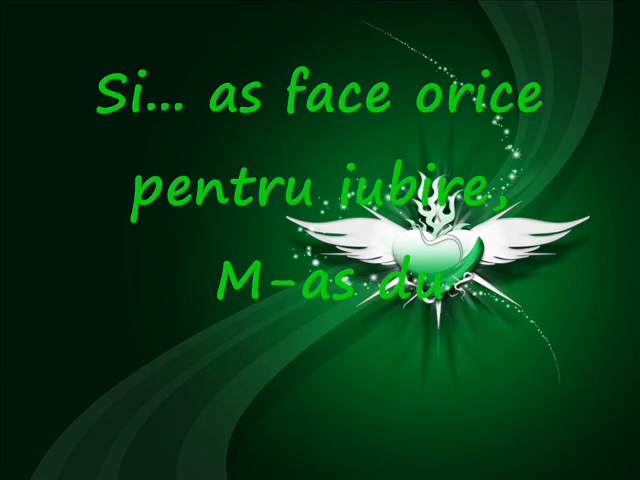 Si... as face orice
pentru iubire,
M-as du